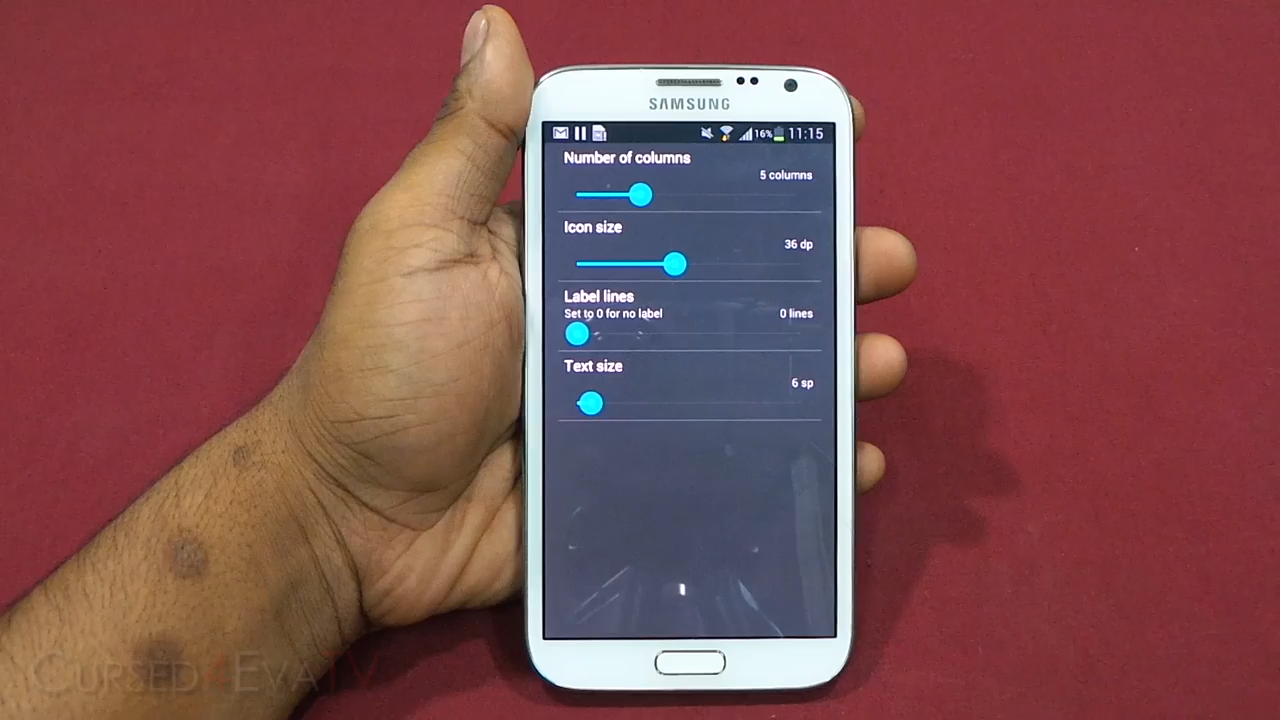 SAMSUNG
16% 11:15
Number of columns
5 columns
Icon size
36 dp
Label lines
Set to 0 for no label
0 lines
Text size
6 sp
CURSED4EVATV